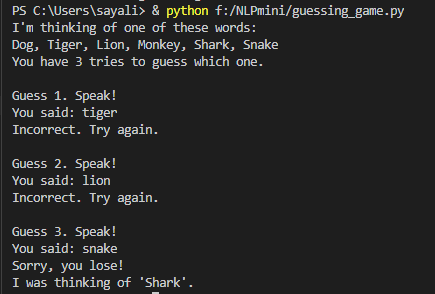 PS C:\Users\sayali> & python f:/NLPmini/guessing_game.py
I'm thinking of one of these words:
Dog, Tiger, Lion, Monkey, Shark, Snake
You have 3 tries to guess which one.

Guess 1. Speak!
You said: tiger
Incorrect. Try again.

Guess 2. Speak!
You said: lion
Incorrect. Try again.

Guess 3. Speak!
You said: snake
Sorry, you lose!
I was thinking of 'Shark'.